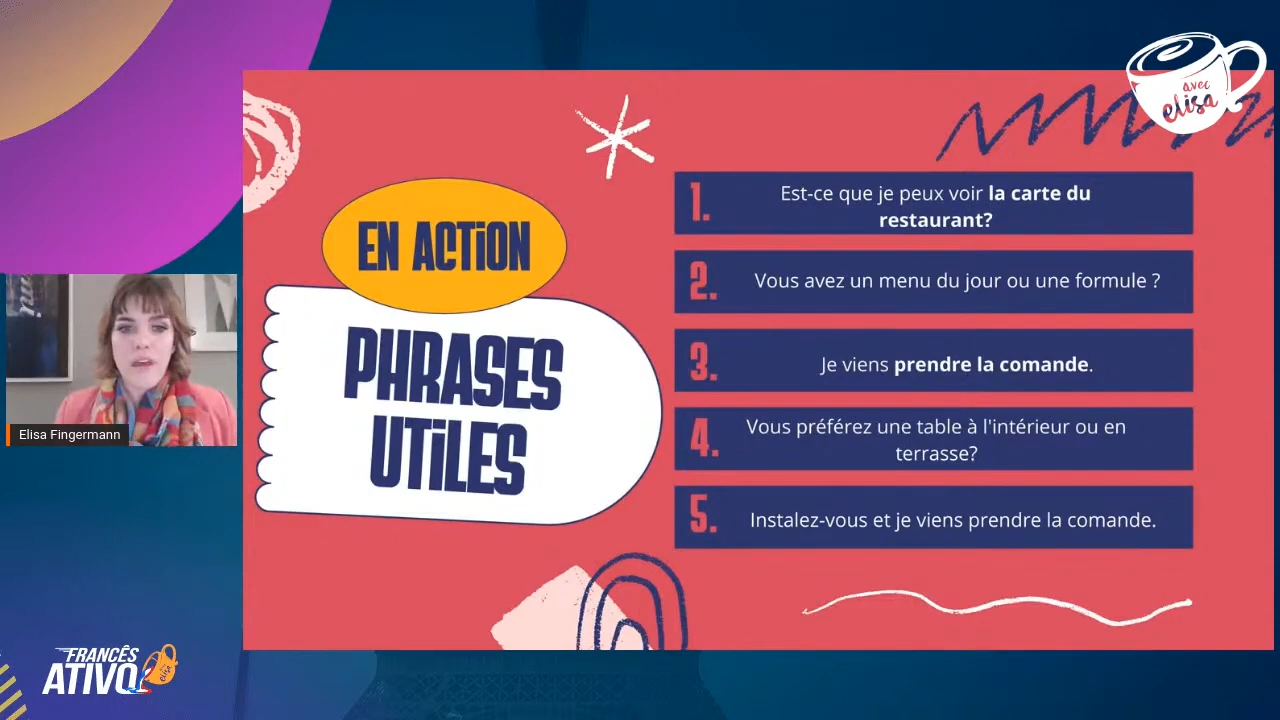 avec
elisa
EN ACTION
PHRASES
UTILES
1.
Est-ce que je peux voir la carte du
restaurant?
2.
Vous avez un menu du jour ou une formule ?
3.
Je viens prendre la comande.
4.
Vous préférez une table à l'intérieur ou en
terrasse?
5.
Instalez-vous et je viens prendre la comande.
Elisa Fingermann
FRANCÊS
ATIVO
elisa